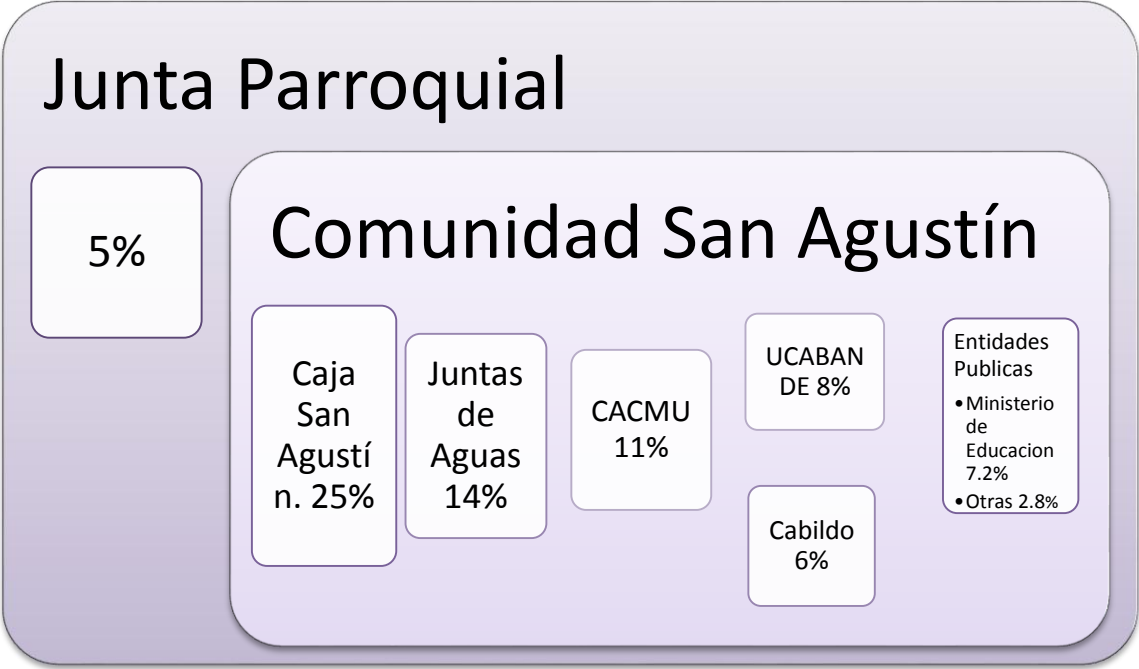 Junta Parroquial
5%
Comunidad San Agustín
Caja
San
Agustí
n. 25%
Juntas
de
Aguas
14%
CACMU
11%
UCABAN
DE 8%
Cabildo
6%
Entidades
Publicas
•Ministerio
de
Educacion
7.2%
•Otras 2.8%